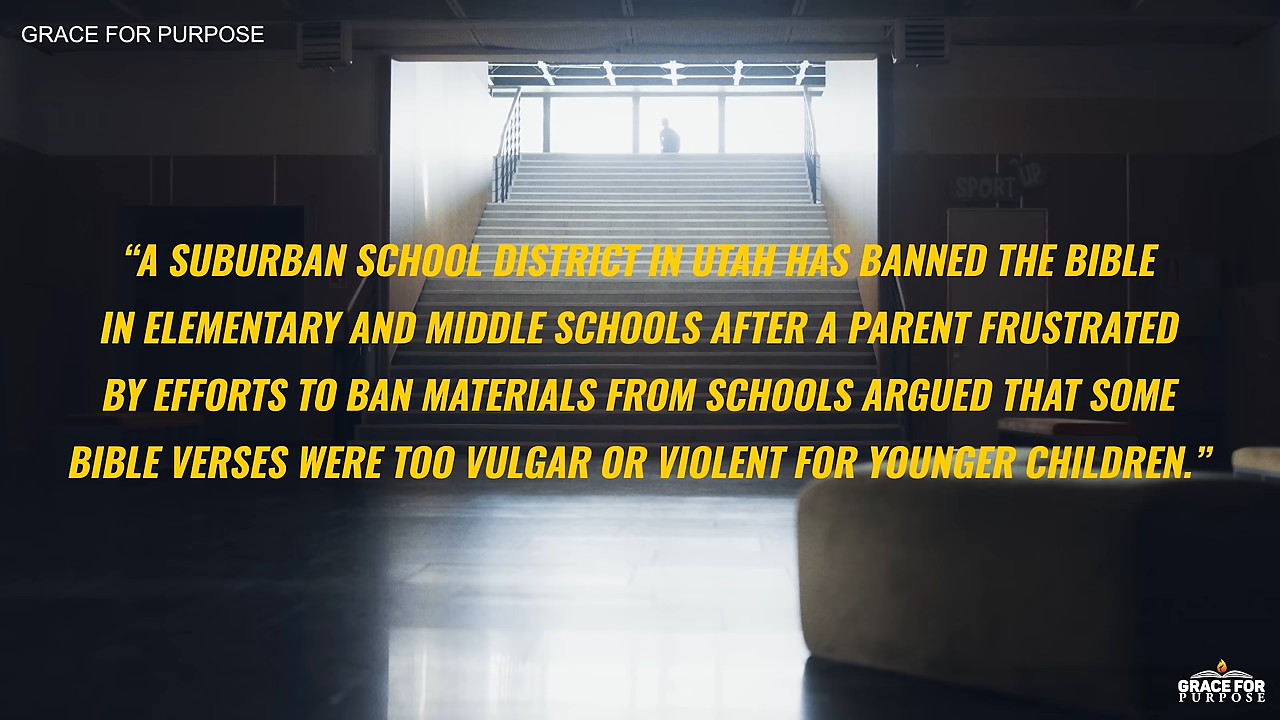 GRACE FOR PURPOSE
SPORT UP
“A SUBURBAN SCHOOL DISTRICT IN UTAH HAS BANNED THE BIBLE
IN ELEMENTARY AND MIDDLE SCHOOLS AFTER A PARENT FRUSTRATED
BY EFFORTS TO BAN MATERIALS FROM SCHOOLS ARGUED THAT SOME
BIBLE VERSES WERE TOO VULGAR OR VIOLENT FOR YOUNGER CHILDREN.”
GRACE FOR
PURPOSE